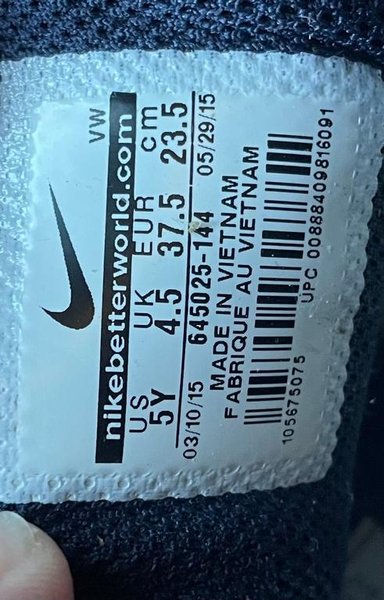 VW
nikebetterworld.com
US UK EUR cm
5Y 4.5 37.5 23.5
03/10/15 645025-144 05/29/15
MADE IN VIETNAM
FABRIQUE AU VIETNAM
105675075 UPC 00888409816091